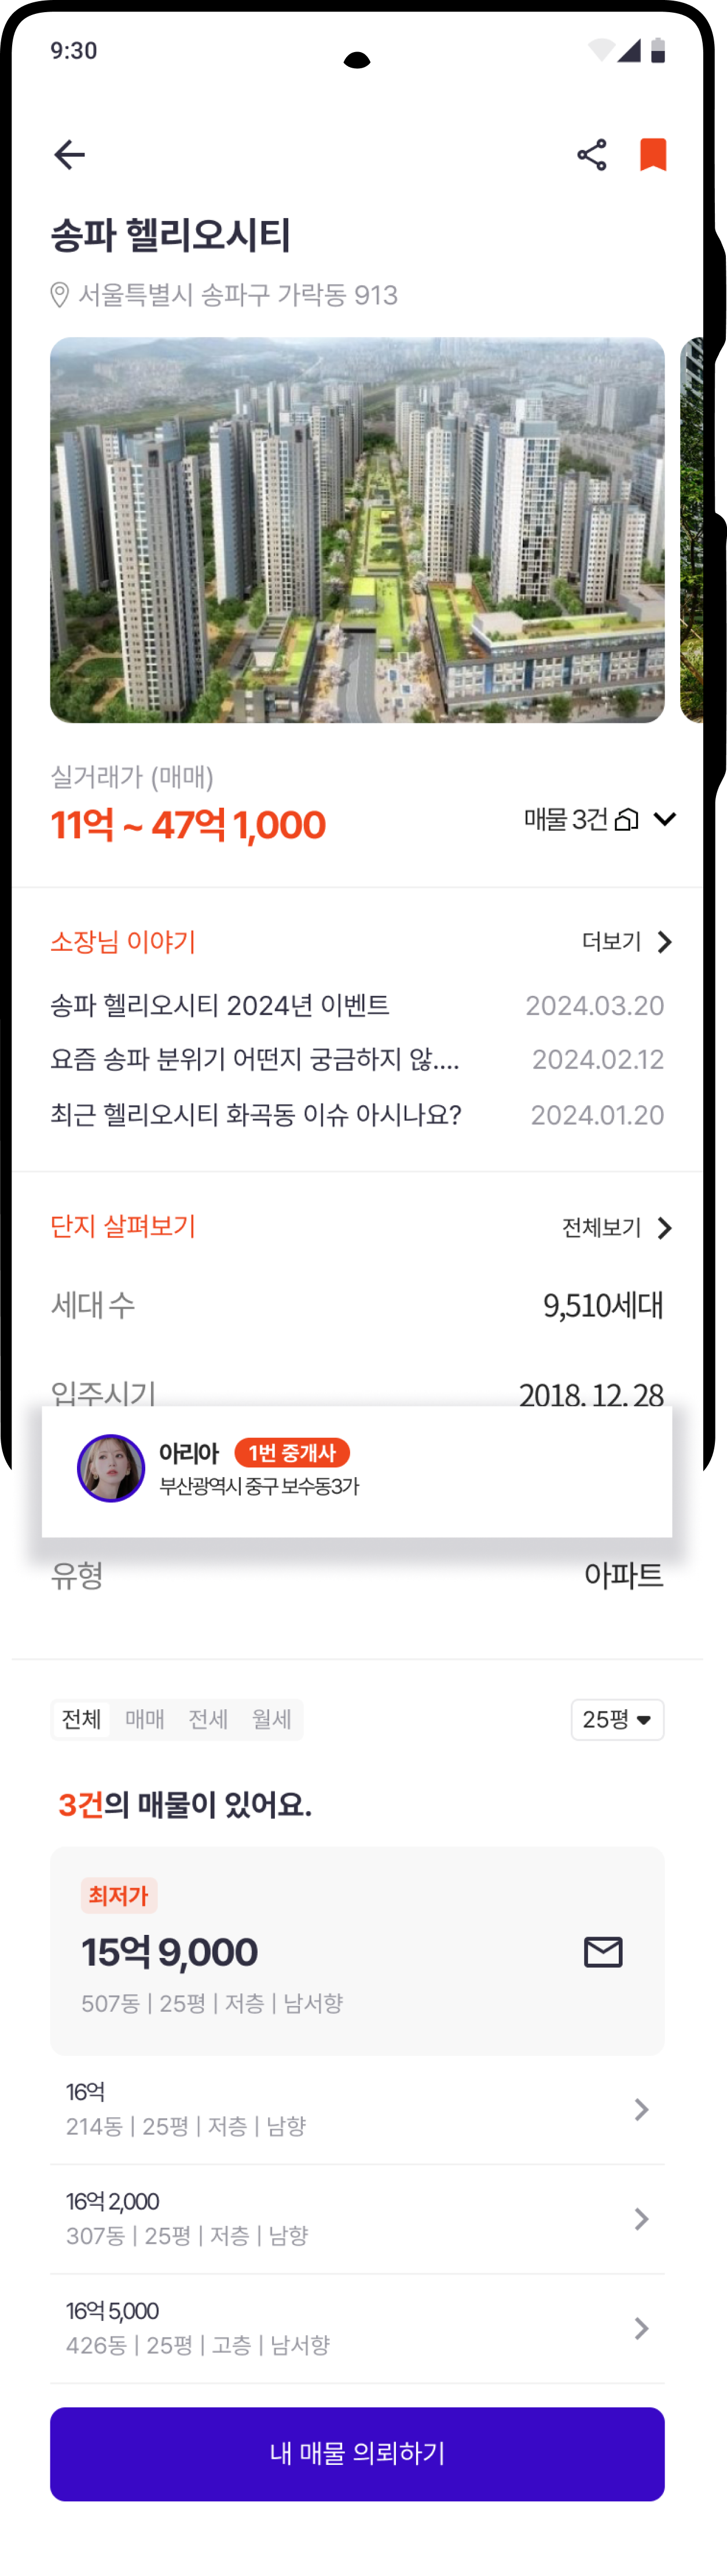 9:30
송파 헬리오시티
서울특별시 송파구 가락동 913
실거래가 (매매)
11억 ~ 47억 1,000
매물 3건
소장님 이야기
더보기
송파 헬리오시티 2024년 이벤트
2024.03.20
요즘 송파 분위기 어떤지 궁금하지 않....
2024.02.12
최근 헬리오시티 화곡동 이슈 아시나요?
2024.01.20
단지 살펴보기
전체보기
세대 수
9,510세대
입주시기
2018. 12. 28
아리아
1번 중개사
부산광역시 중구 보수동3가
유형
아파트
전체 매매 전세 월세
25평
3건의 매물이 있어요.
최저가
15억 9,000
507동 | 25평 | 저층 | 남서향
16억
214동 | 25평 | 저층 | 남향
16억 2,000
307동 | 25평 | 저층 | 남향
16억 5,000
426동 | 25평 | 고층 | 남서향
내 매물 의뢰하기